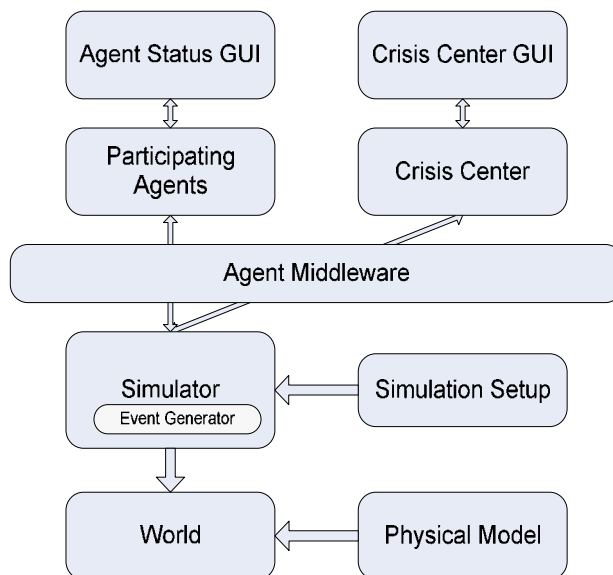 Agent Status GUI
Crisis Center GUI
Participating
Agents
Crisis Center
Agent Middleware
Simulator
Event Generator
Simulation Setup
World
Physical Model